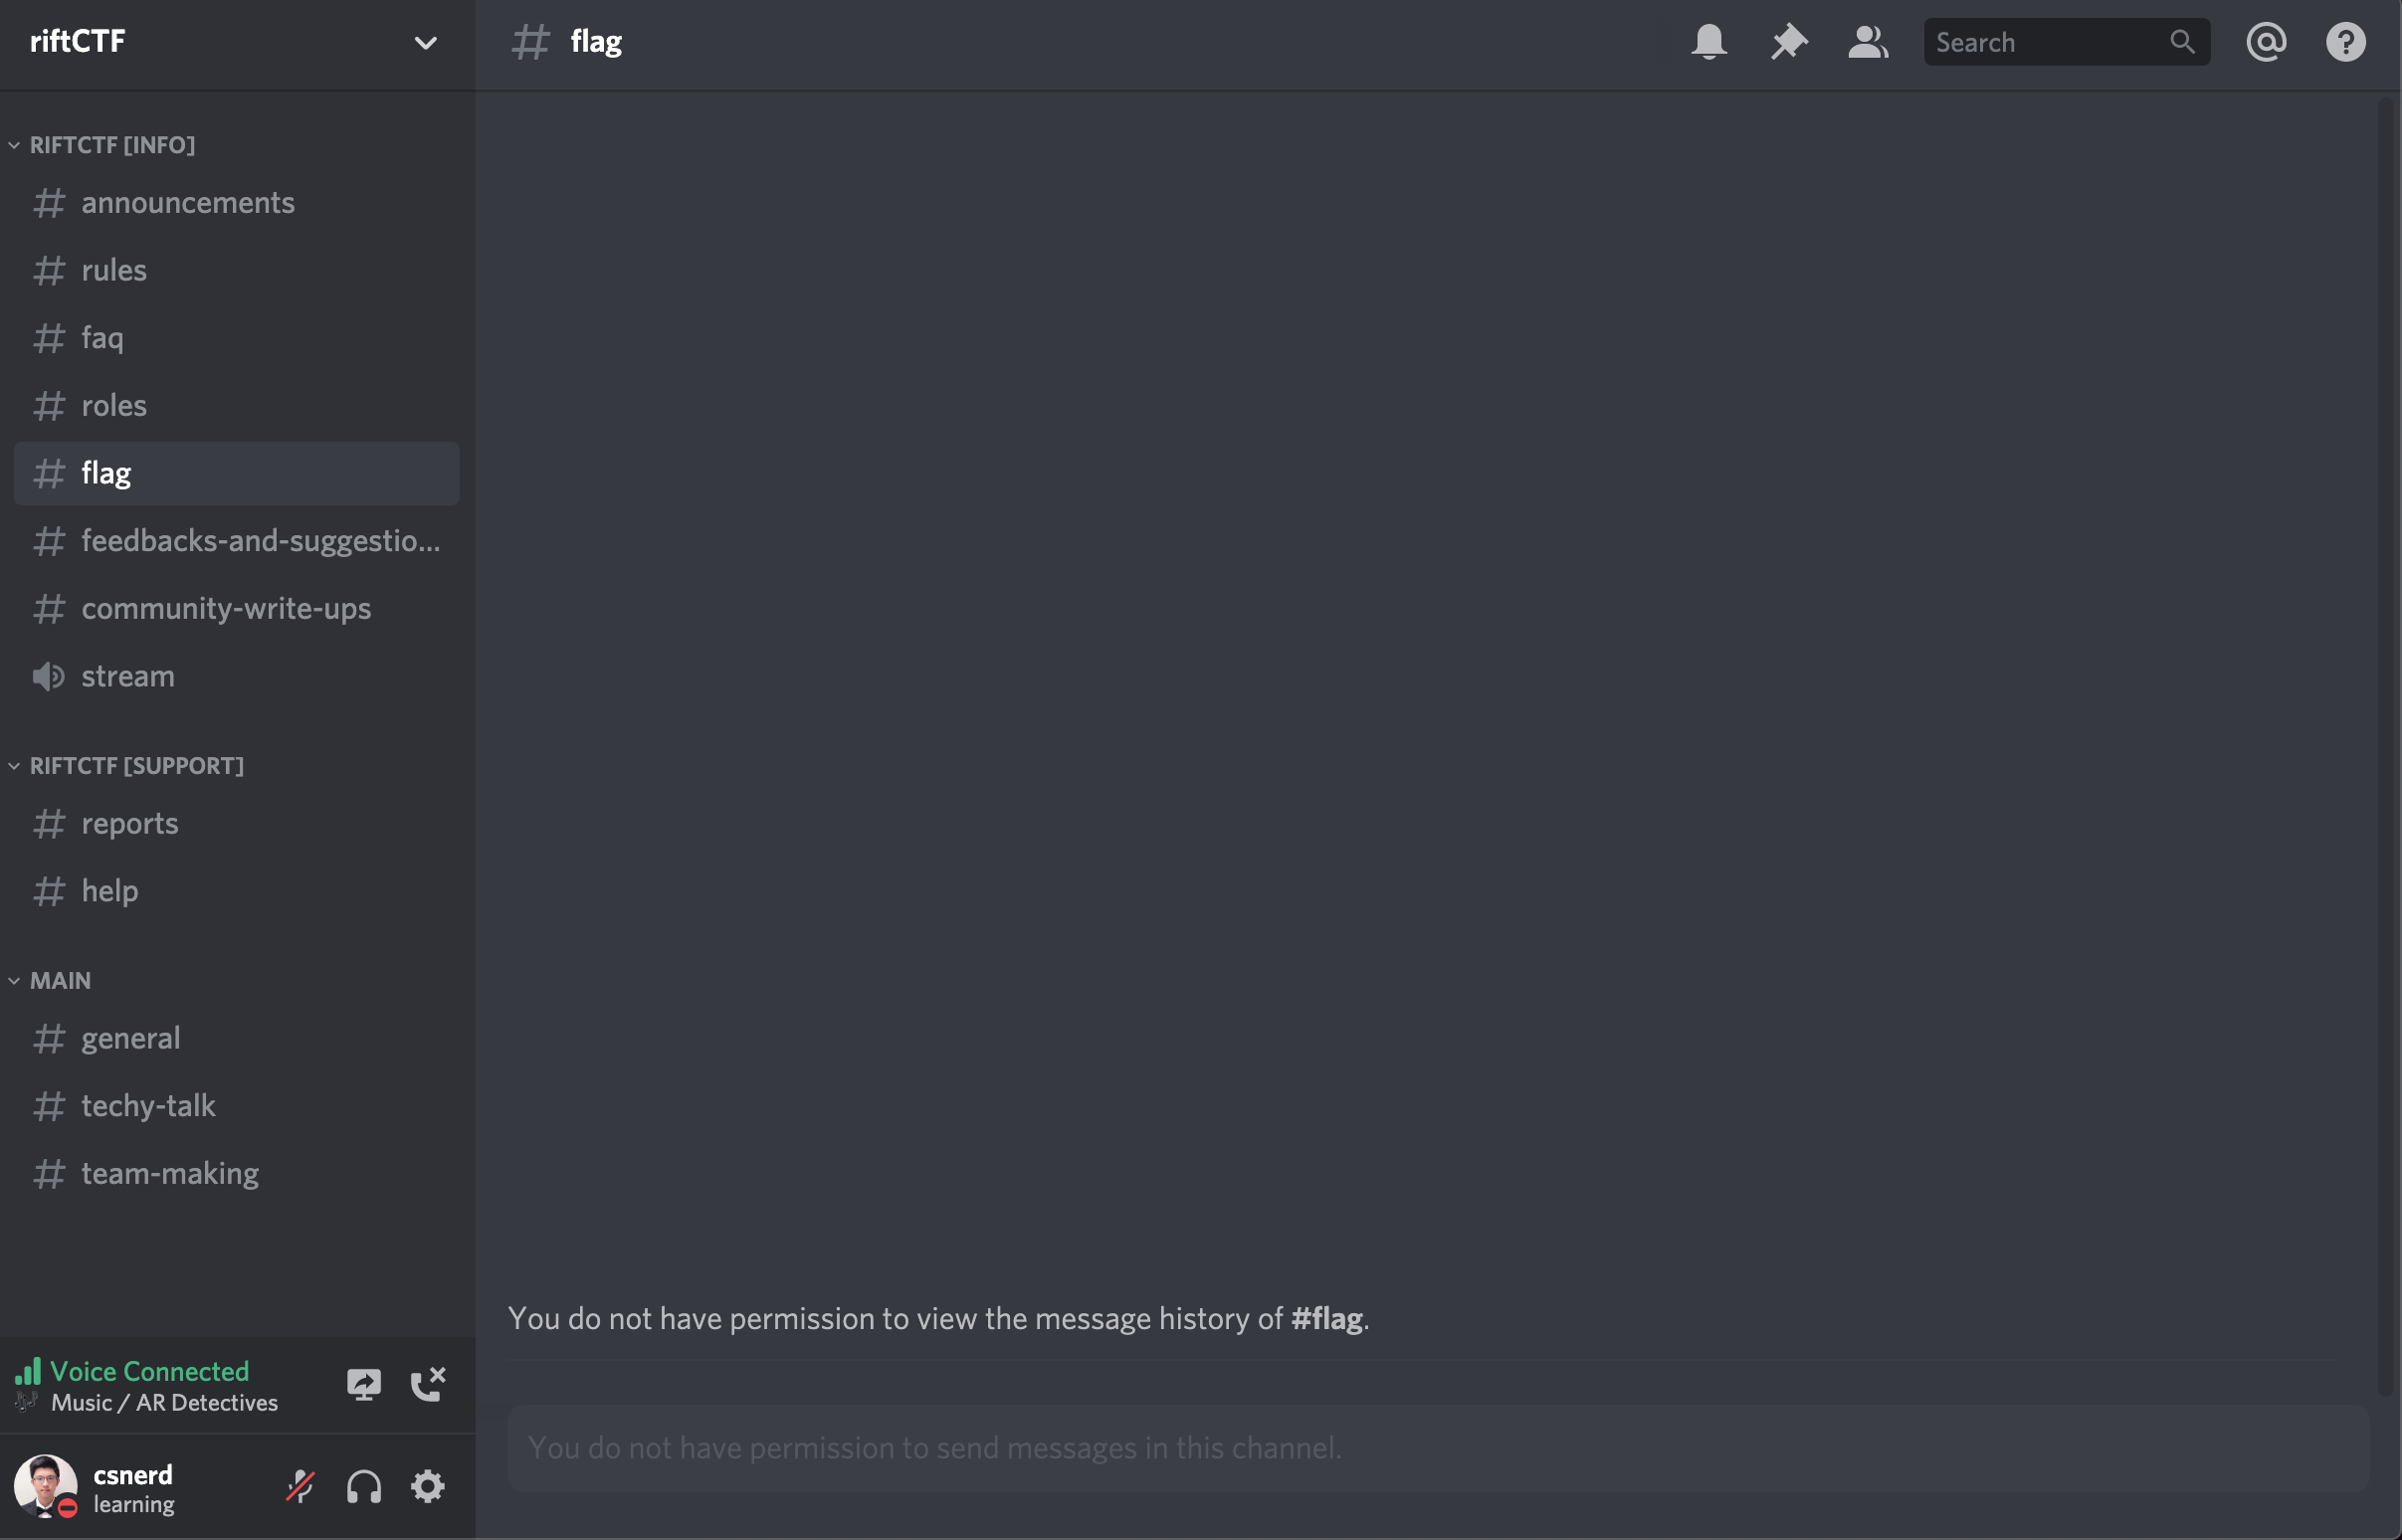 riftCTF
flag
Search
RIFTCTF [INFO]
announcements
rules
faq
roles
flag
feedbacks-and-suggestio...
community-write-ups
stream
RIFTCTF [SUPPORT]
reports
help
MAIN
general
techy-talk
team-making
You do not have permission to view the message history of #flag.
You do not have permission to send messages in this channel.
Voice Connected
Music / AR Detectives
csnerd
learning